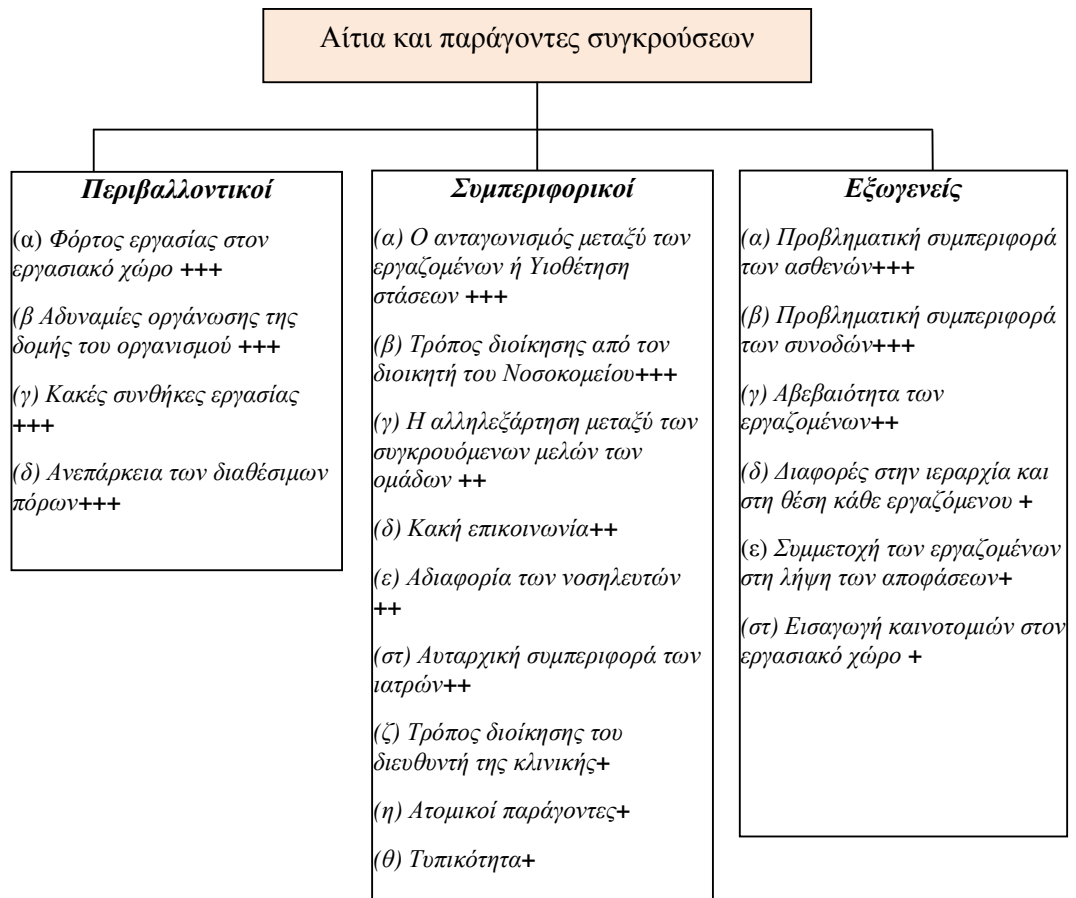 Αίτια και παράγοντες συγκρούσεων
Περιβαλλοντικοί
(α) Φόρτος εργασίας στον
εργασιακό χώρο +++
(β Αδυναμίες οργάνωσης της
δομής του οργανισμού +++
(γ) Κακές συνθήκες εργασίας
+++
(δ) Ανεπάρκεια των διαθέσιμων
πόρων+++
Συμπεριφορικοί
(α) Ο ανταγωνισμός μεταξύ των
εργαζομένων ή Υιοθέτηση
στάσεων +++
(β) Τρόπος διοίκησης από τον
διοικητή του Νοσοκομείου+++
(γ) Η αλληλεξάρτηση μεταξύ των
συγκρουόμενων μελών των
ομάδων ++
(δ) Κακή επικοινωνία++
(ε) Αδιαφορία των νοσηλευτών
++
(στ) Αυταρχική συμπεριφορά των
ιατρών++
(ζ) Τρόπος διοίκησης του
διευθυντή της κλινικής+
(η) Ατομικοί παράγοντες+
(θ) Τυπικότητα+
Εξωγενείς
(α) Προβληματική συμπεριφορά
των ασθενών+++
(β) Προβληματική συμπεριφορά
των συνοδών+++
(γ) Αβεβαιότητα των
εργαζομένων++
(δ) Διαφορές στην ιεραρχία και
στη θέση κάθε εργαζόμενου +
(ε) Συμμετοχή των εργαζομένων
στη λήψη των αποφάσεων+
(στ) Εισαγωγή καινοτομιών στον
εργασιακό χώρο +